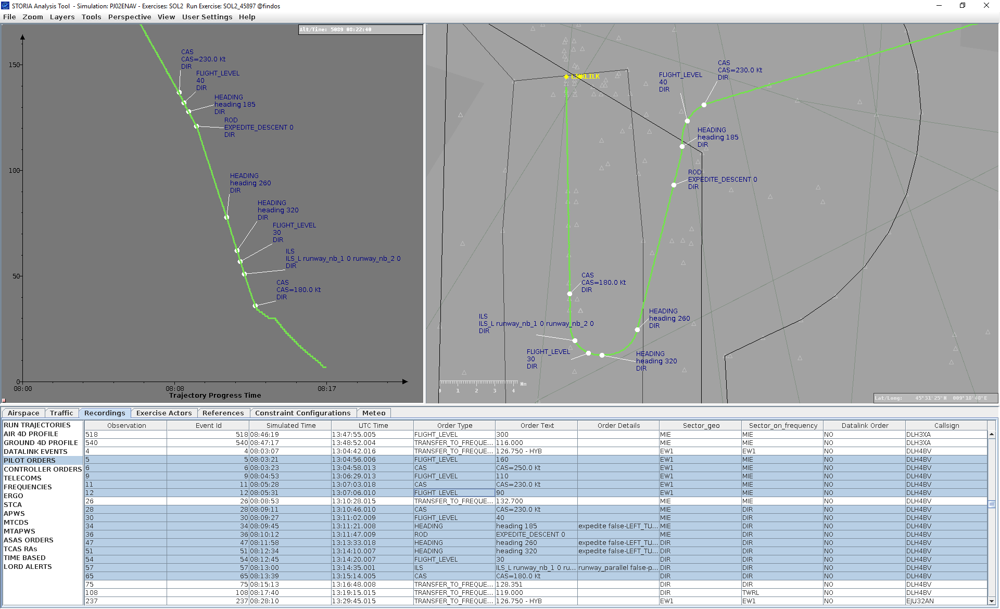 STORIA Analysis Tool - Simulation: PJ02ENAV - Exercises: SOL2 Run Exercise: SOL2_45897 @findos
File Zoom Layers Tools Perspective View User Settings Help
Alt/Time: 5089 08:22:40
150
100
50
0
08:00
08:08
08:17
Trajectory Progress Time
CAS
CAS=230.0 Kt
DIR
FLIGHT_LEVEL
40
DIR
HEADING
heading 185
DIR
ROD
EXPEDITE_DESCENT 0
DIR
HEADING
heading 260
DIR
HEADING
heading 320
DIR
FLIGHT_LEVEL
30
DIR
ILS
ILS_L runway_nb_1 0 runway_nb_2 0
DIR
CAS
CAS=180.0 Kt
DIR
CAS
CAS=230.0 Kt
DIR
FLIGHT_LEVEL
40
DIR
HEADING
heading 185
DIR
ROD
EXPEDITE_DESCENT 0
DIR
CAS
CAS=180.0 Kt
DIR
HEADING
heading 260
DIR
ILS
ILS_L runway_nb_1 0 runway_nb_2 0
DIR
FLIGHT_LEVEL
30
DIR
HEADING
heading 320
DIR
0 1 2 3 4 Nm
Lat/Long: 45°31'25"N 009°18'48"E
Airspace Traffic Recordings Exercise Actors References Constraint Configurations Meteo
RUN TRAJECTORIES
AIR 4D PROFILE
GROUND 4D PROFILE
DATALINK EVENTS
PILOT ORDERS
CONTROLLER ORDERS
TELECOMS
FREQUENCIES
ERGO
STCA
APWS
MTCDS
MTAPWS
ASAS ORDERS
TCAS RAs
TIME BASED
LORD ALERTS
Observation Event Id Simulated Time UTC Time Order Type Order Text Order Details Sector_geo Sector_on_frequency Datalink Order Callsign
518 518 08:46:19 13:47:55.005 FLIGHT_LEVEL 300 MIE MIE NO DLH3XA
540 540 08:47:17 13:48:52.004 TRANSFER_TO_FREQUE... 116.000 MIE MIE NO DLH3XA
4 4 08:03:07 13:04:42.016 TRANSFER_TO_FREQUE... 126.750 - HYB EW1 EW1 NO DLH4BV
5 5 08:03:21 13:04:56.006 FLIGHT_LEVEL 160 EW1 MIE NO DLH4BV
6 6 08:03:23 13:04:58.013 CAS CAS=250.0 Kt EW1 MIE NO DLH4BV
9 9 08:04:53 13:06:29.013 FLIGHT_LEVEL 110 EW1 MIE NO DLH4BV
11 11 08:05:28 13:07:03.018 CAS CAS=230.0 Kt EW1 MIE NO DLH4BV
12 12 08:05:31 13:07:06.010 FLIGHT_LEVEL 90 EW1 MIE NO DLH4BV
26 26 08:08:53 13:10:28.015 TRANSFER_TO_FREQUE... 132.700 MIE MIE NO DLH4BV
28 28 08:09:11 13:10:46.010 CAS CAS=230.0 Kt MIE DIR NO DLH4BV
30 30 08:09:27 13:11:02.009 FLIGHT_LEVEL 40 MIE DIR NO DLH4BV
34 34 08:09:45 13:11:21.008 HEADING heading 185 expedite false-LEFT_TU... MIE DIR NO DLH4BV
36 36 08:10:12 13:11:47.009 ROD EXPEDITE_DESCENT 0 MIE DIR NO DLH4BV
47 47 08:11:58 13:13:33.018 HEADING heading 260 expedite false-LEFT_TU... DIR DIR NO DLH4BV
51 51 08:12:34 13:14:10.007 HEADING heading 320 expedite false-LEFT_TU... DIR DIR NO DLH4BV
54 54 08:12:45 13:14:20.007 FLIGHT_LEVEL 30 DIR DIR NO DLH4BV
57 57 08:13:00 13:14:35.001 ILS ILS_L runway_nb_1 0 ru... runway_parallel false-p... DIR DIR NO DLH4BV
65 65 08:13:39 13:15:14.005 CAS CAS=180.0 Kt DIR DIR NO DLH4BV
75 75 08:15:13 13:16:48.008 TRANSFER_TO_FREQUE... 128.351 DIR DIR NO DLH4BV
108 108 08:17:40 13:19:15.015 TRANSFER_TO_FREQUE... 119.000 DIR TWRL NO DLH4BV
237 237 08:28:10 13:29:45.015 TRANSFER_TO_FREQUE... 126.750 - HYB EW1 EW1 NO EJU32AN